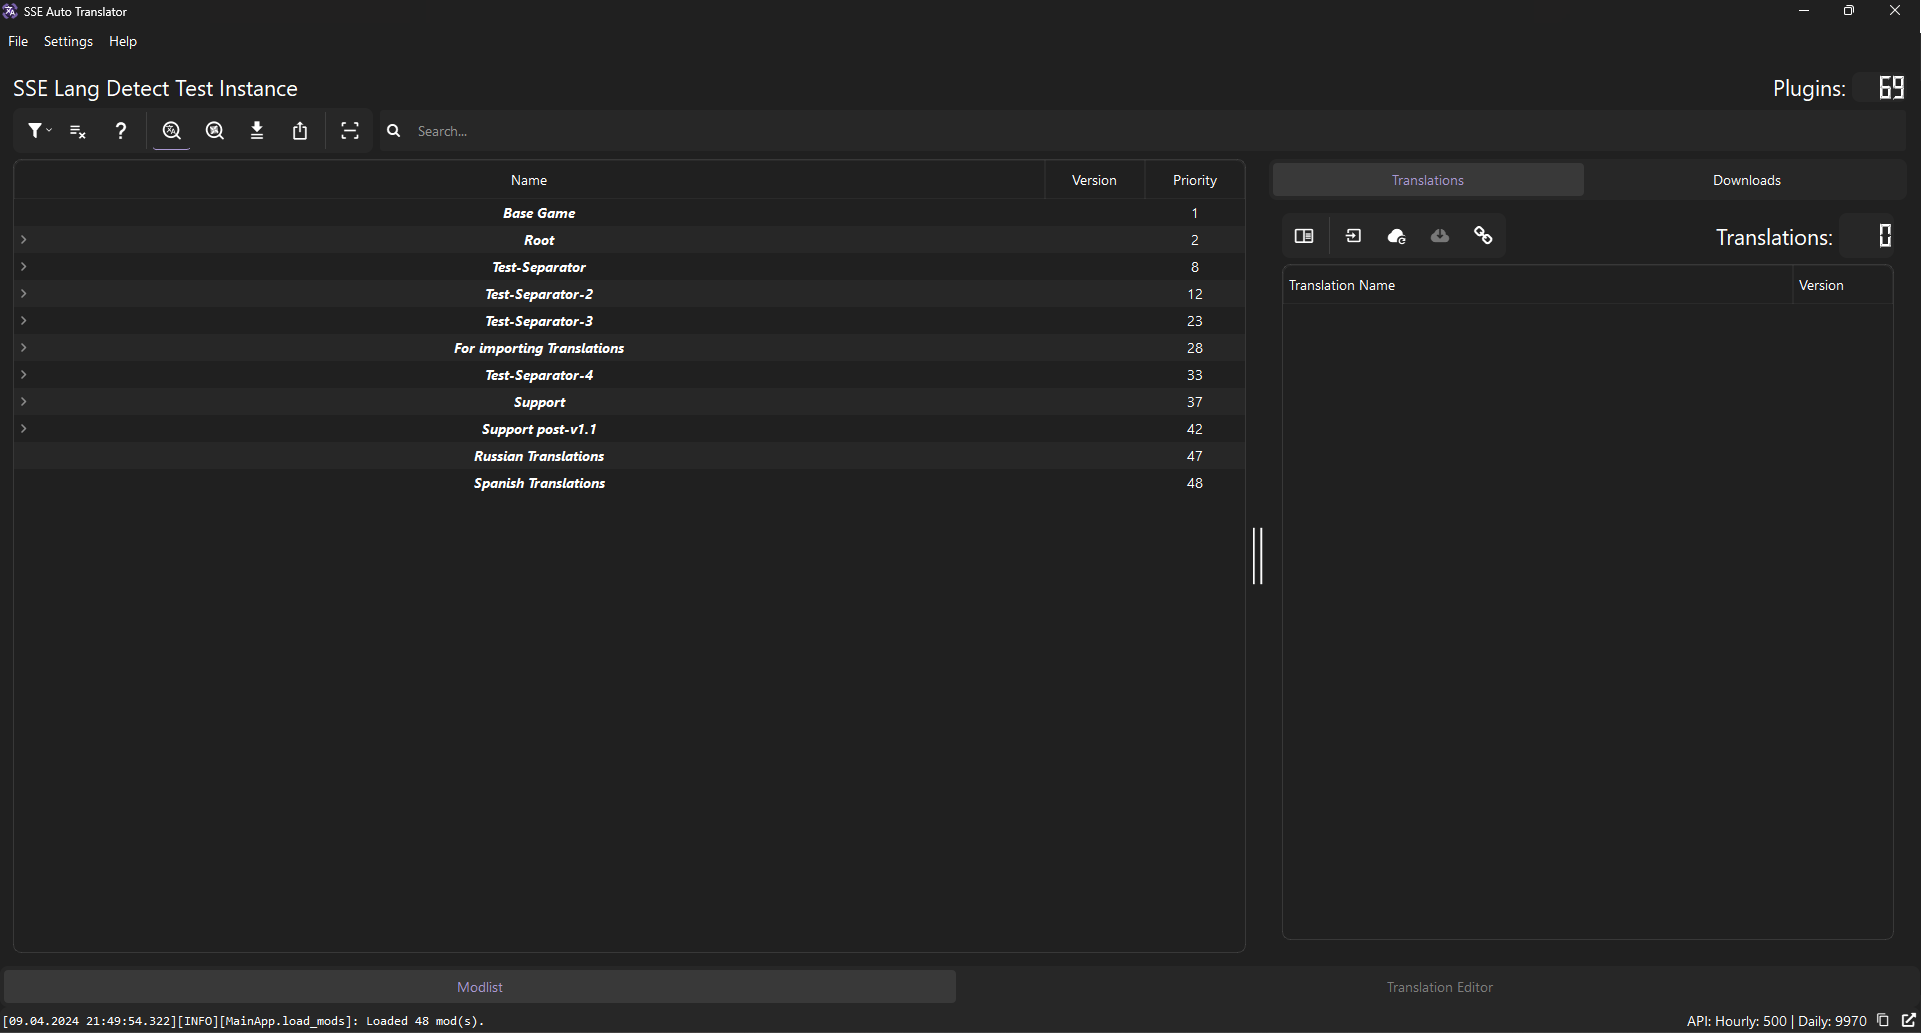 SSE Auto Translator
File Settings Help
SSE Lang Detect Test Instance
Plugins: 69
Search...
Name Version Priority
Base Game 1
Root 2
Test-Separator 8
Test-Separator-2 12
Test-Separator-3 23
For importing Translations 28
Test-Separator-4 33
Support 37
Support post-v1.1 42
Russian Translations 47
Spanish Translations 48
Translations Downloads
Translations: 0
Translation Name Version
Modlist Translation Editor
[09.04.2024 21:49:54.322][INFO][MainApp.load_mods]: Loaded 48 mod(s).
API: Hourly: 500 | Daily: 9970